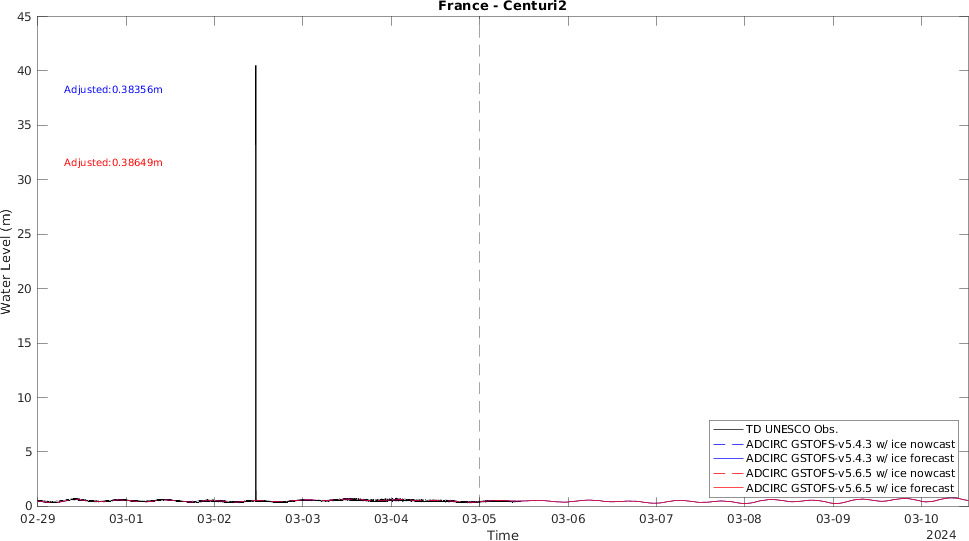 France - Centuri2
45
40
35
30
25
20
15
10
5
0
Water Level (m)
Adjusted:0.38356m
Adjusted:0.38649m
TD UNESCO Obs.
ADCIRC GSTOFS-v5.4.3 w/ ice nowcast
ADCIRC GSTOFS-v5.4.3 w/ ice forecast
ADCIRC GSTOFS-v5.6.5 w/ ice nowcast
ADCIRC GSTOFS-v5.6.5 w/ ice forecast
02-29 03-01 03-02 03-03 03-04 03-05 03-06 03-07 03-08 03-09 03-10
2024
Time